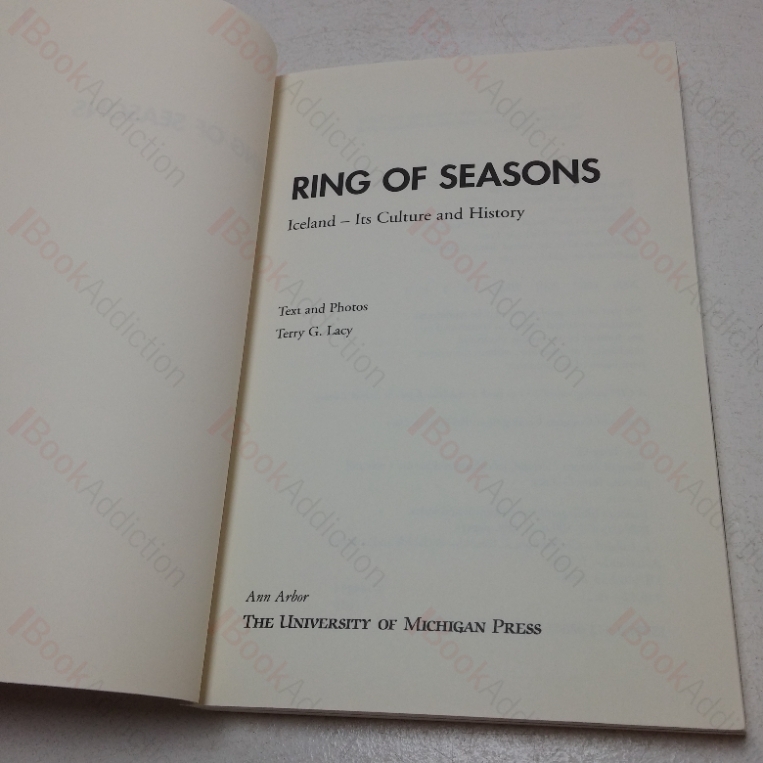 RING OF SEASONS
Iceland – Its Culture and History
Text and Photos
Terry G. Lacy
Ann Arbor
THE UNIVERSITY OF MICHIGAN PRESS
BookAddiction